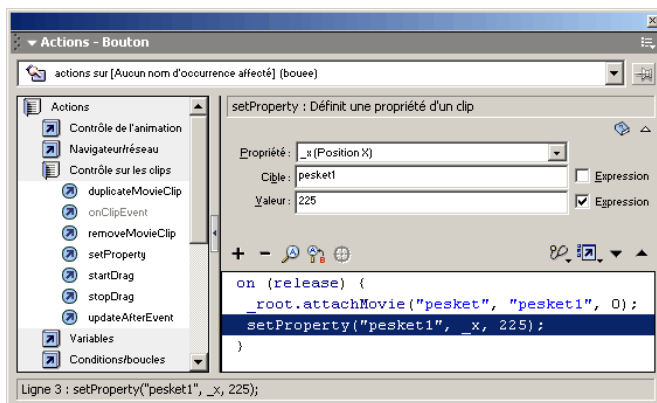 Actions - Bouton
actions sur [Aucun nom d'occurrence affecté] (bouee)
Actions
Contrôle de l'animation
Navigateur/réseau
Contrôle sur les clips
duplicateMovieClip
onClipEvent
removeMovieClip
setProperty
startDrag
stopDrag
updateAfterEvent
Variables
Conditions/boucles
setProperty : Définit une propriété d'un clip
Propriété : _x (Position X)
Cible : pesket1 Expression
Valeur : 225 Expression
on (release) {
_root.attachMovie("pesket", "pesket1", 0);
setProperty("pesket1", _x, 225);
}
Ligne 3 : setProperty("pesket1", _x, 225);